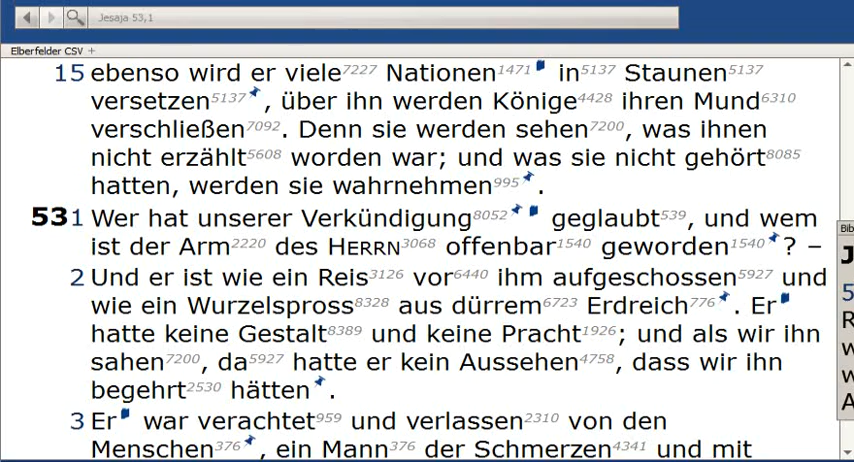 Jesaja 53,1
Elberfelder CSV +
15 ebenso wird er viele7227 Nationen1471 in5137 Staunen5137
versetzen5137, über ihn werden Könige4428 ihren Mund6310
verschließen7092. Denn sie werden sehen7200, was ihnen
nicht erzählt5608 worden war; und was sie nicht gehört8085
hatten, werden sie wahrnehmen995.
531 Wer hat unserer Verkündigung8052 geglaubt539, und wem
ist der Arm2220 des HERRN3068 offenbar1540 geworden1540? –
2 Und er ist wie ein Reis3126 vor6440 ihm aufgeschossen5927 und
wie ein Wurzelspross8328 aus dürrem6723 Erdreich776. Er
hatte keine Gestalt8389 und keine Pracht1926; und als wir ihn
sahen7200, da5927 hatte er kein Aussehen4758, dass wir ihn
begehrt2530 hätten.
3 Er war verachtet959 und verlassen2310 von den
Menschen376, ein Mann376 der Schmerzen4341 und mit
Bib
J
5
R
w
w
A